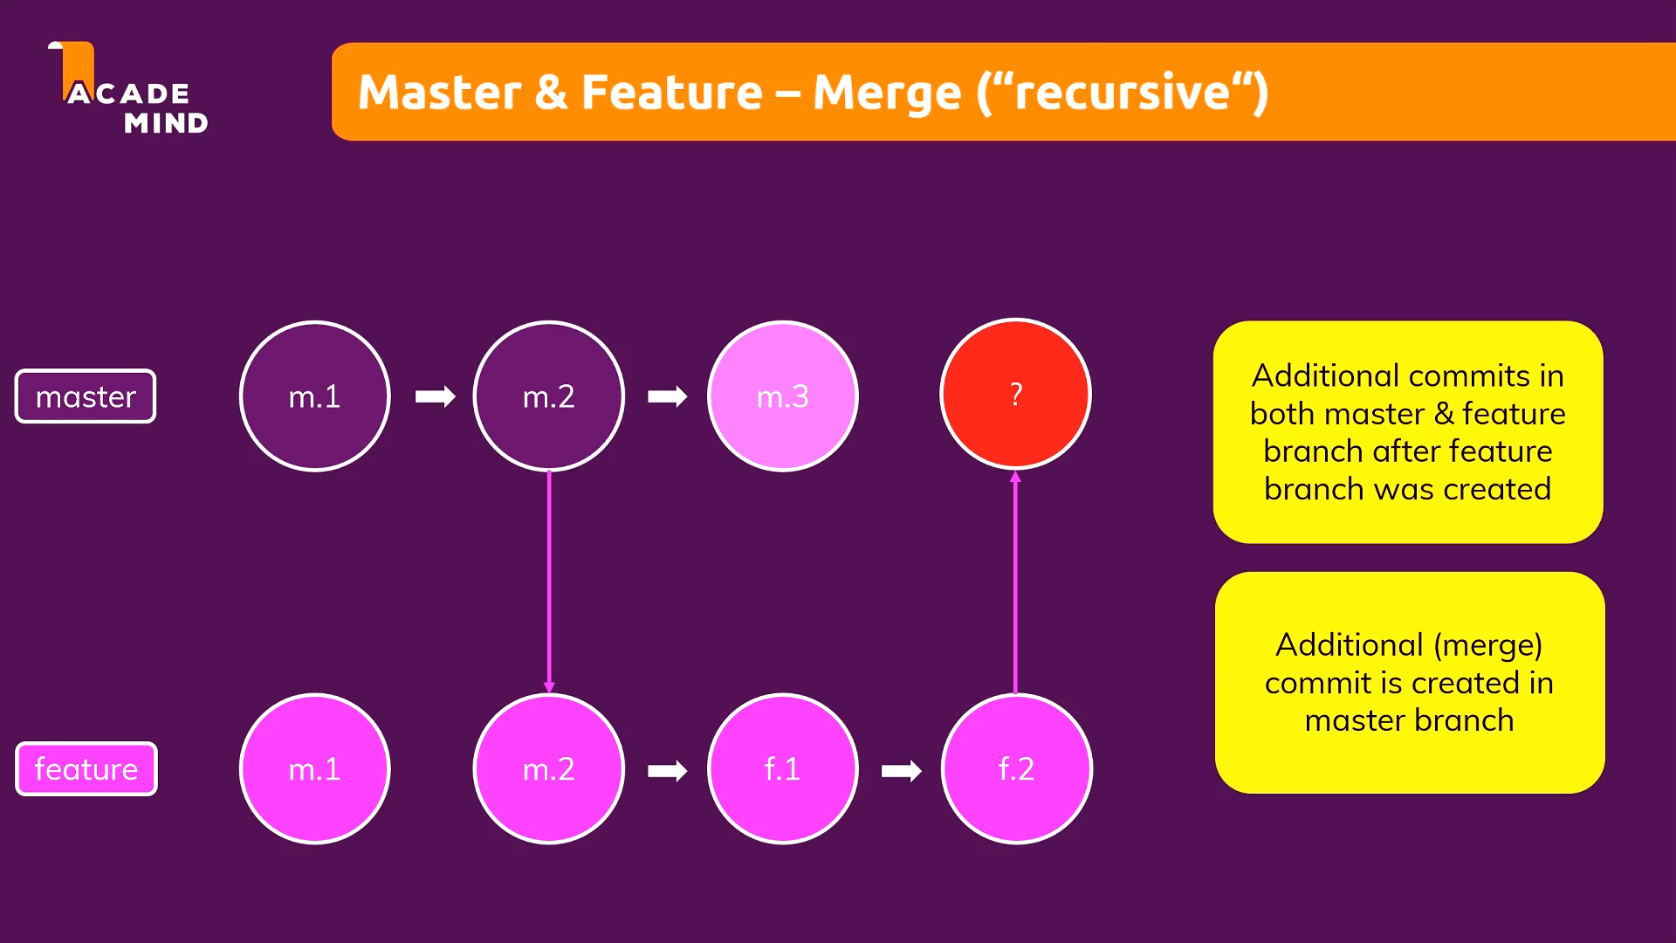 ACADE
MIND
Master & Feature – Merge (“recursive“)
master
m.1
m.2
m.3
?
feature
m.1
m.2
f.1
f.2
Additional commits in
both master & feature
branch after feature
branch was created
Additional (merge)
commit is created in
master branch